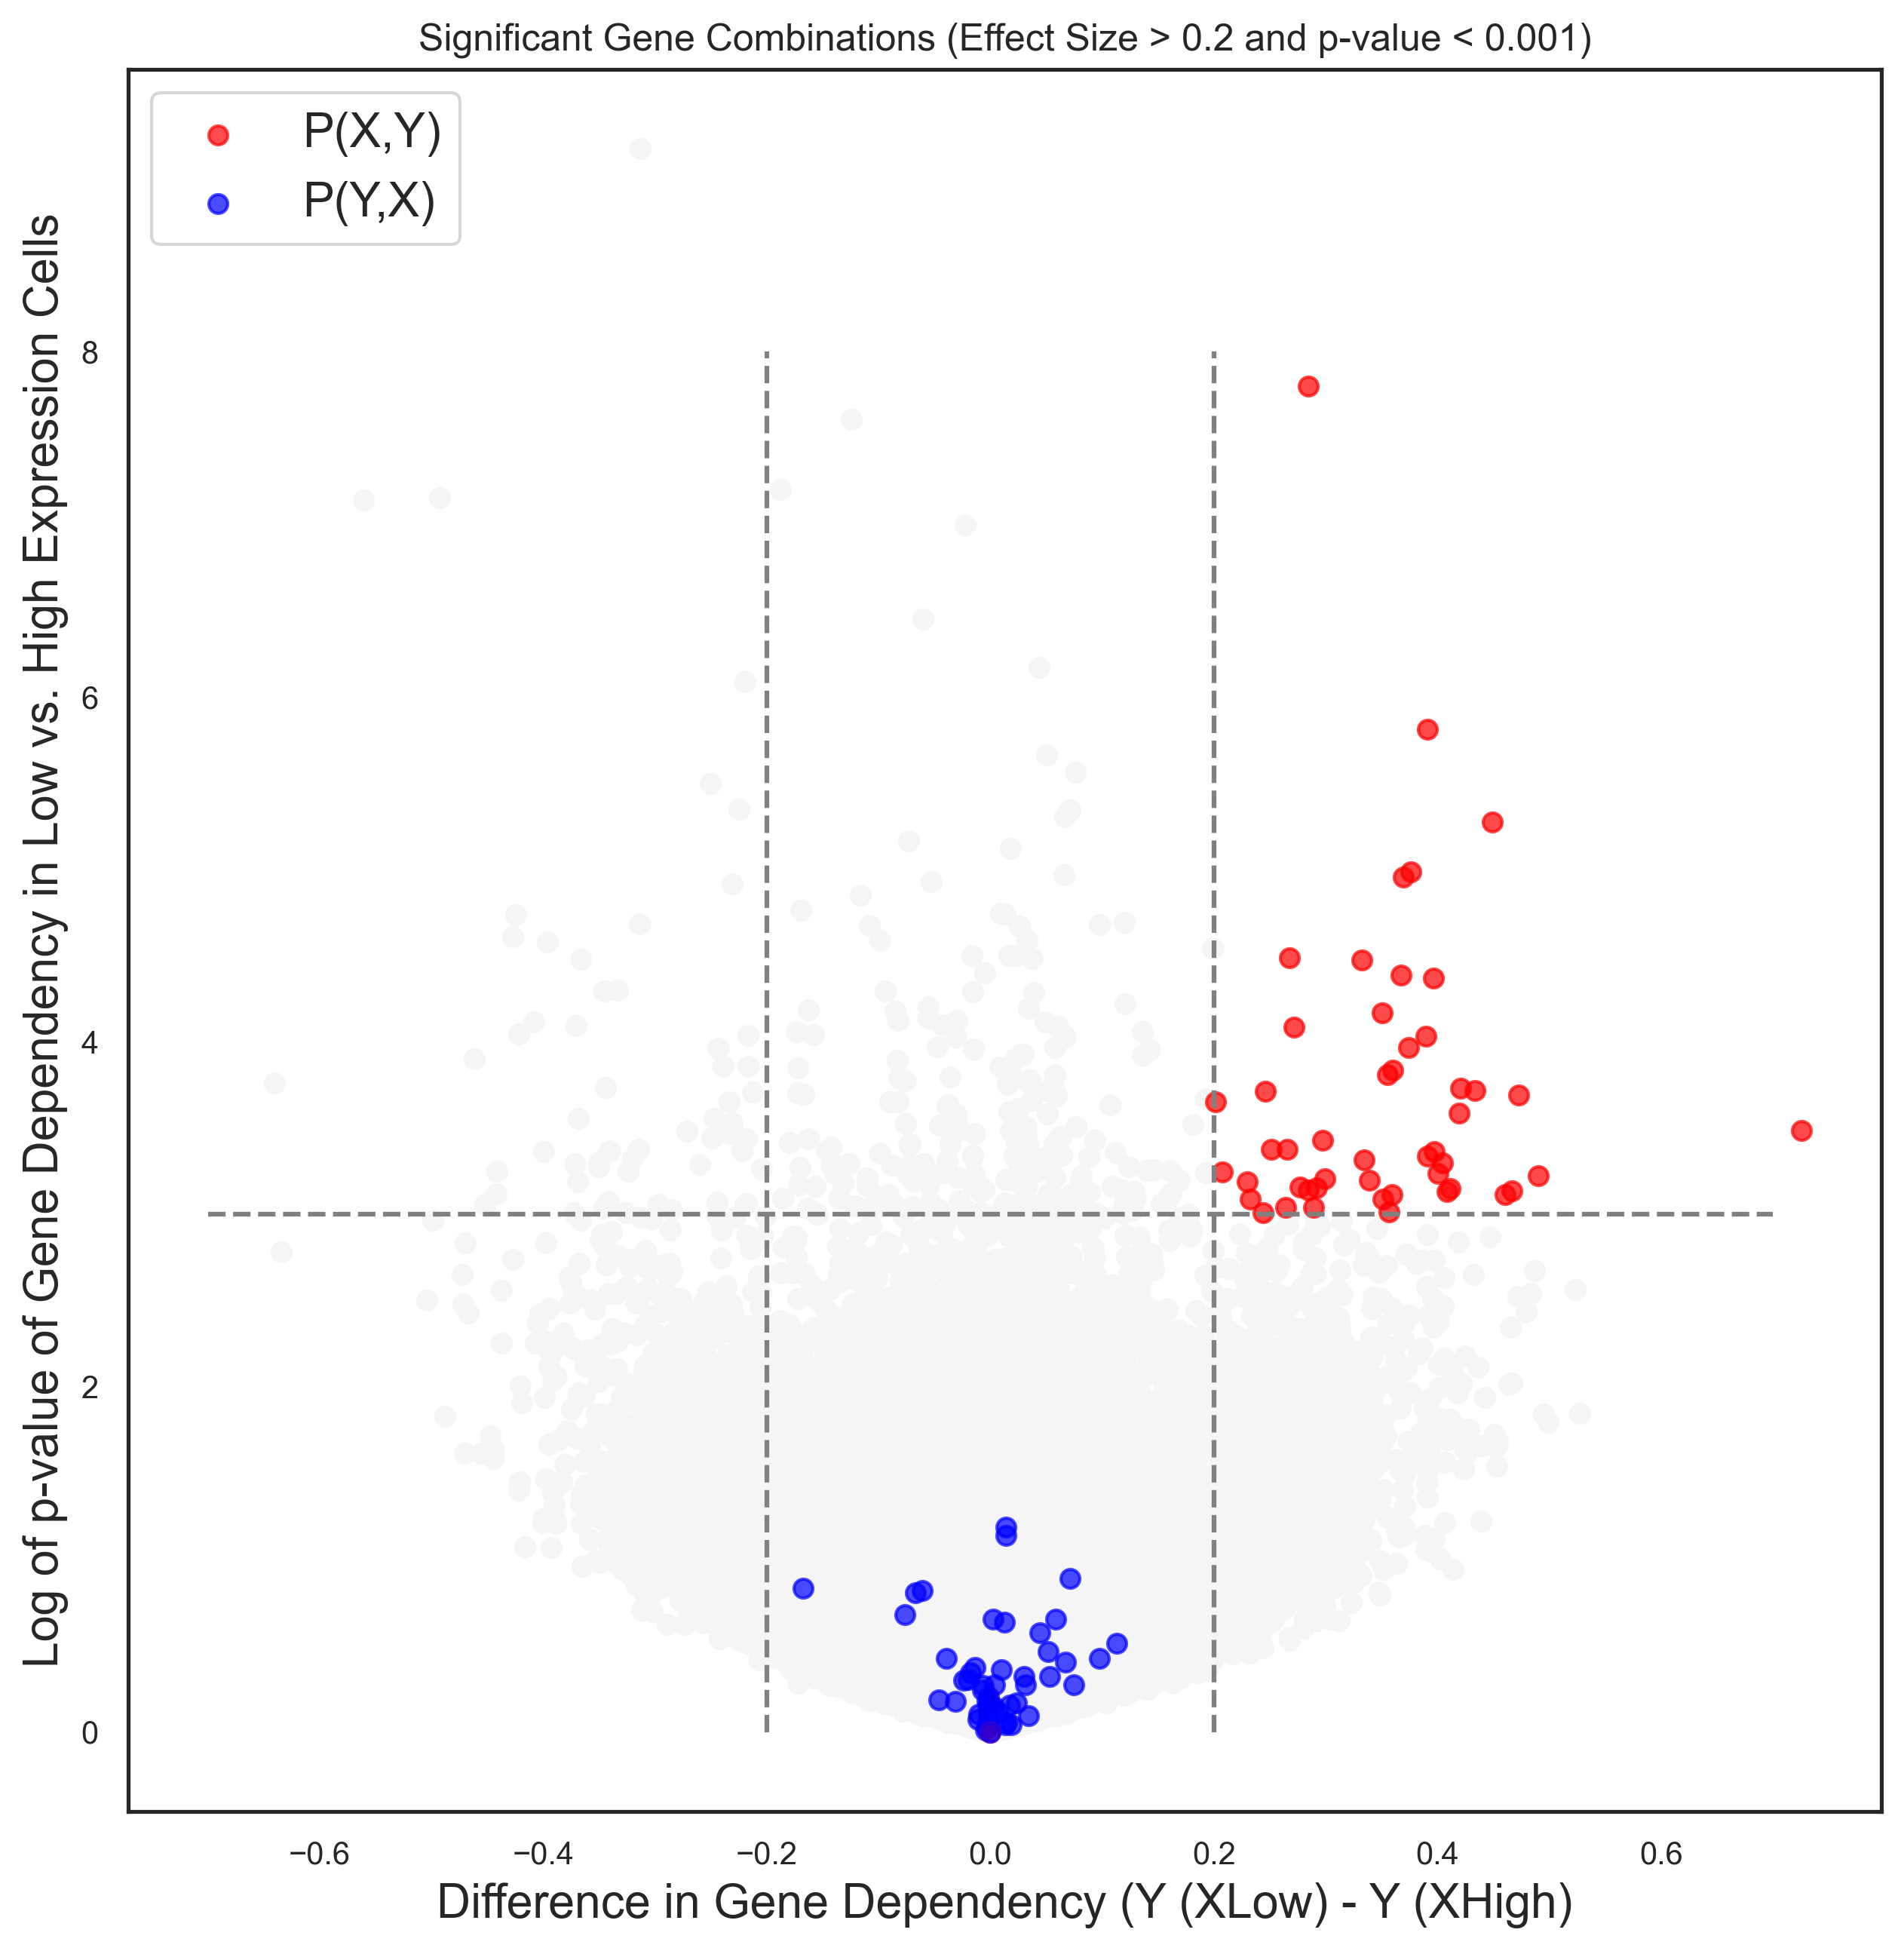 Significant Gene Combinations (Effect Size > 0.2 and p-value < 0.001)
P(X,Y)
P(Y,X)
Log of p-value of Gene Dependency in Low vs. High Expression Cells
8
6
4
2
0
−0.6 −0.4 −0.2 0.0 0.2 0.4 0.6
Difference in Gene Dependency (Y (XLow) - Y (XHigh)